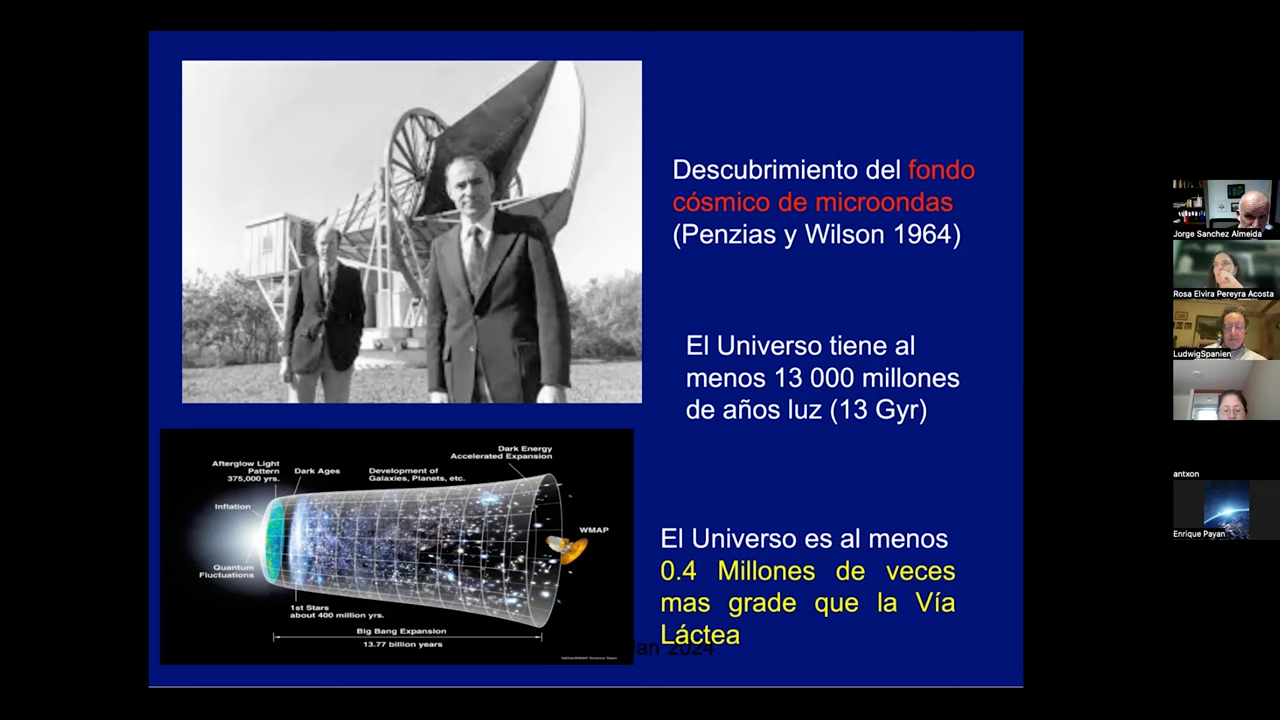 Descubrimiento del fondo
cósmico de microondas
(Penzias y Wilson 1964)
El Universo tiene al
menos 13 000 millones
de años luz (13 Gyr)
El Universo es al menos
0.4 Millones de veces
mas grade que la Vía
Láctea
Jan 2024
Dark Energy
Accelerated Expansion
Afterglow Light
Pattern
375,000 yrs.
Dark Ages
Development of
Galaxies, Planets, etc.
Inflation
WMAP
Quantum
Fluctuations
1st Stars
about 400 million yrs.
Big Bang Expansion
13.77 billion years
Jorge Sanchez Almeida
Rosa Elvira Pereyra Acosta
LudwigSpanien
antxon
Enrique Payan